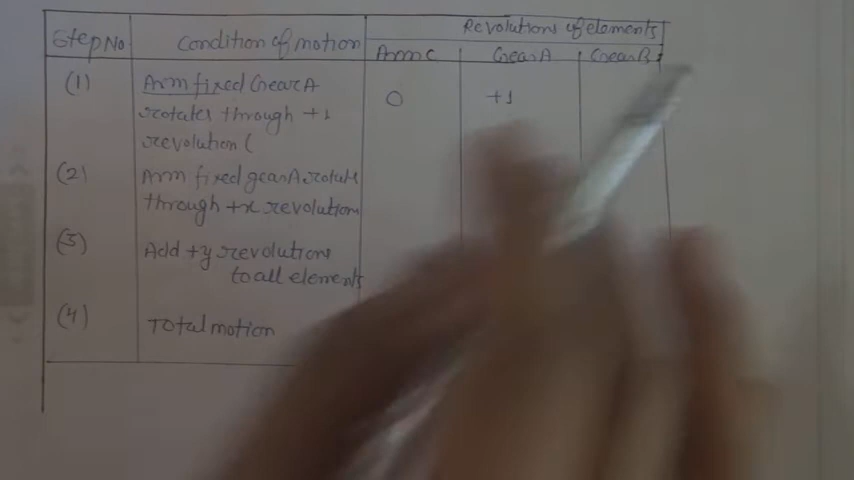 Step No
Condition of motion
Revolutions of elements
Arm C
Gear A
Gear B
(1)
Arm fixed Gear A
rotates through +1
revolution (
0
+1
(2)
Arm fixed gear A rotates
through +x revolution
(3)
Add +y revolutions
to all elements
(4)
Total motion